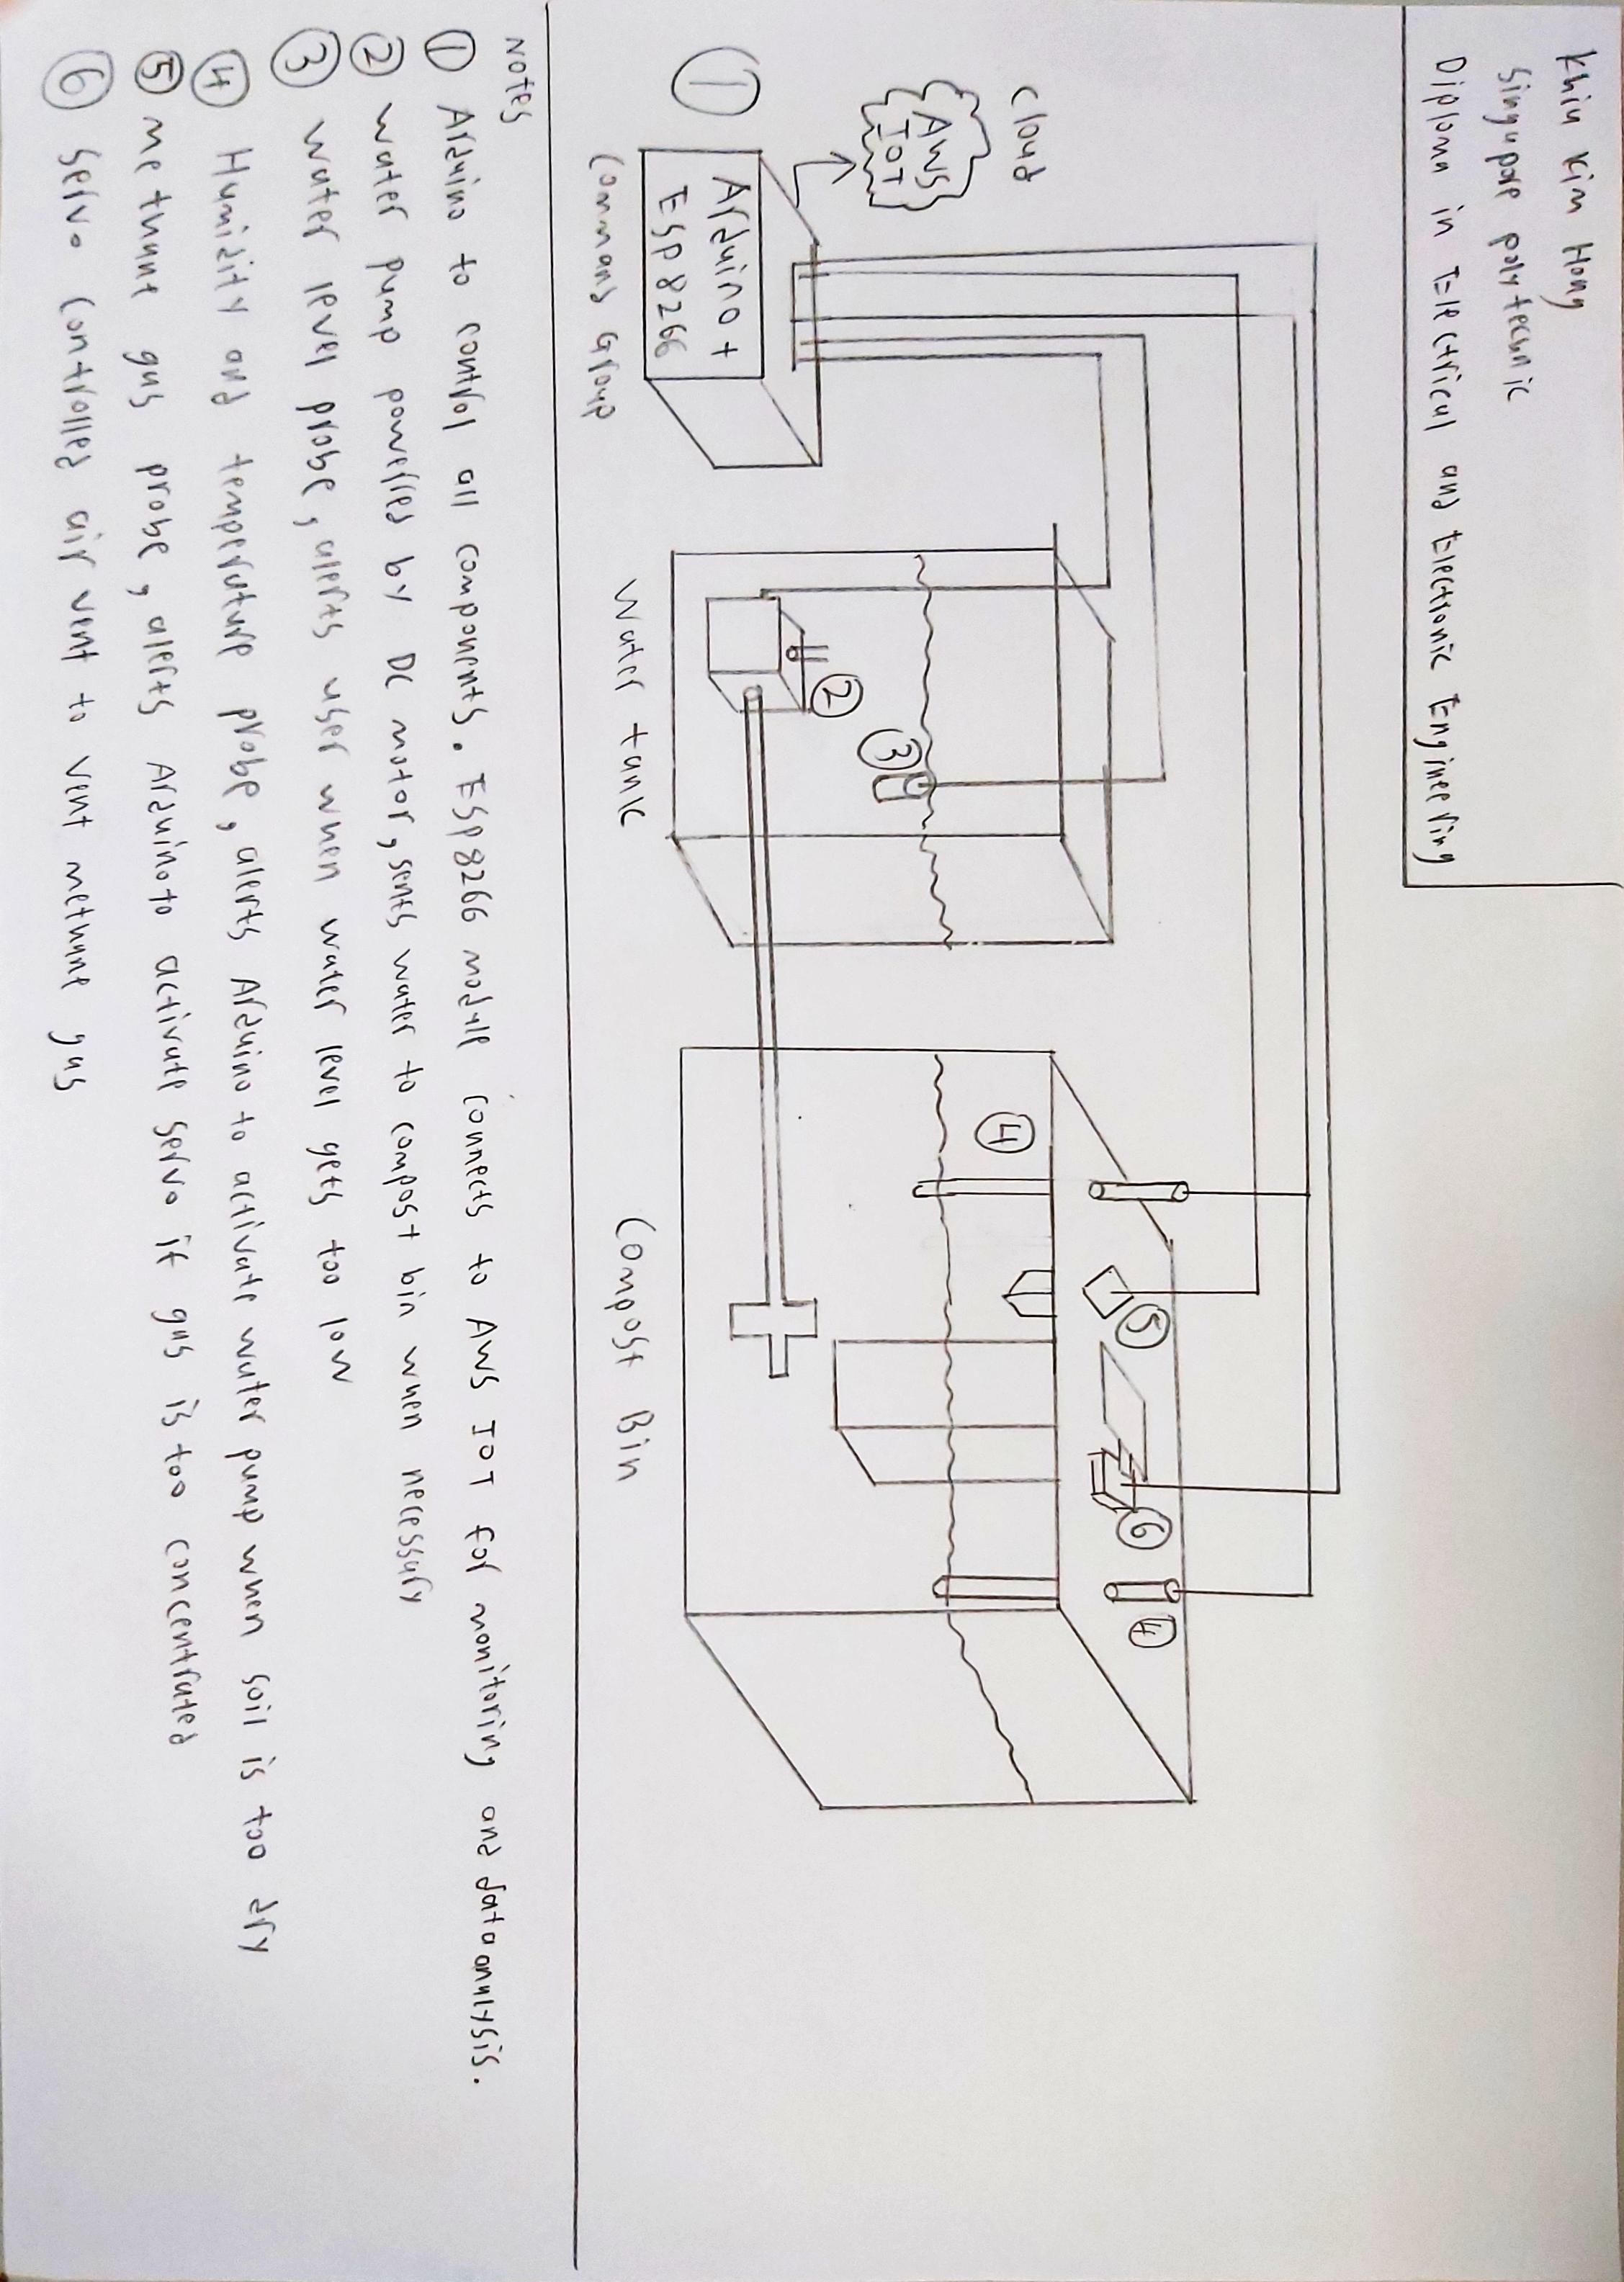 Khiu Kim Hong
Singapore polytechnic
Diploma in Electrical and Electronic Engineering
5
6
4
Cloud
4
AWS
IOT
3
2
1
Arduino +
ESP8266
Water tank
Compost Bin
Command Group
Notes
1 Arduino to control all components. ESP8266 module connects to AWS IOT for monitoring and data analysis.
2 Water pump powerred by DC motor, sents water to compost bin when necessary
3 Water level probe, alerts user when water level gets too low
4 Humidity and temperature probe, alerts Arduino to activate water pump when soil is too dry
5 Methane gas probe, alerts Arduino to activate servo if gas is too concentrated
6 Servo controlled air vent to vent methane gas